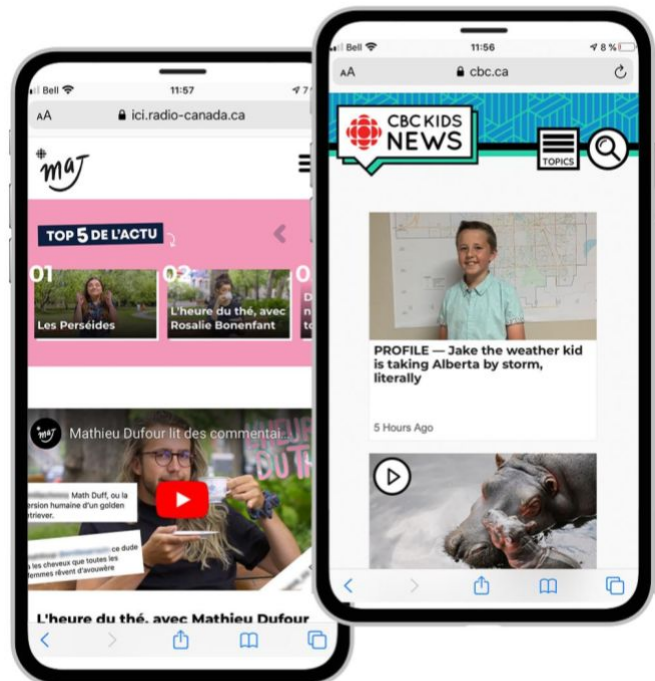 Bell
11:57
AA
ici.radio-canada.ca
maj
TOP 5 DE L'ACTU
01
Les Perséides
02
L'heure du thé, avec
Rosalie Bonenfant
maj
Mathieu Dufour lit des commentai...
Math Duff, ou la
version humaine d'un golden
retriever.
ce dude
a les cheveux que toutes les
femmes rêvent d'avouwère
L'heure du thé, avec Mathieu Dufour
Bell
11:56
8 %
AA
cbc.ca
CBC KIDS
NEWS
TOPICS
PROFILE — Jake the weather kid
is taking Alberta by storm,
literally
5 Hours Ago